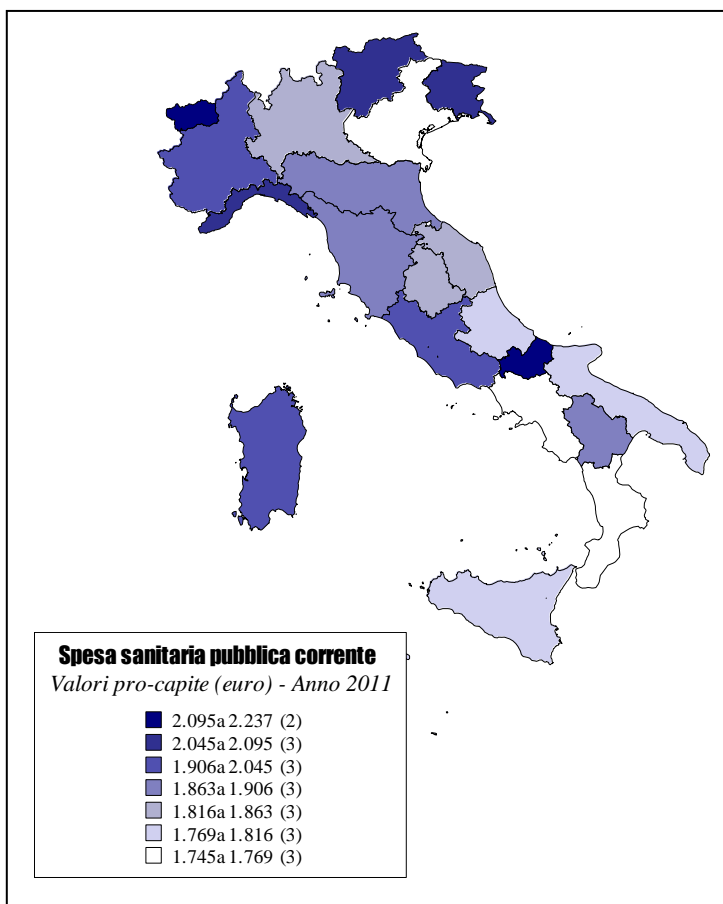 Spesa sanitaria pubblica corrente
Valori pro-capite (euro) - Anno 2011
2.095a 2.237 (2)
2.045a 2.095 (3)
1.906a 2.045 (3)
1.863a 1.906 (3)
1.816a 1.863 (3)
1.769a 1.816 (3)
1.745a 1.769 (3)